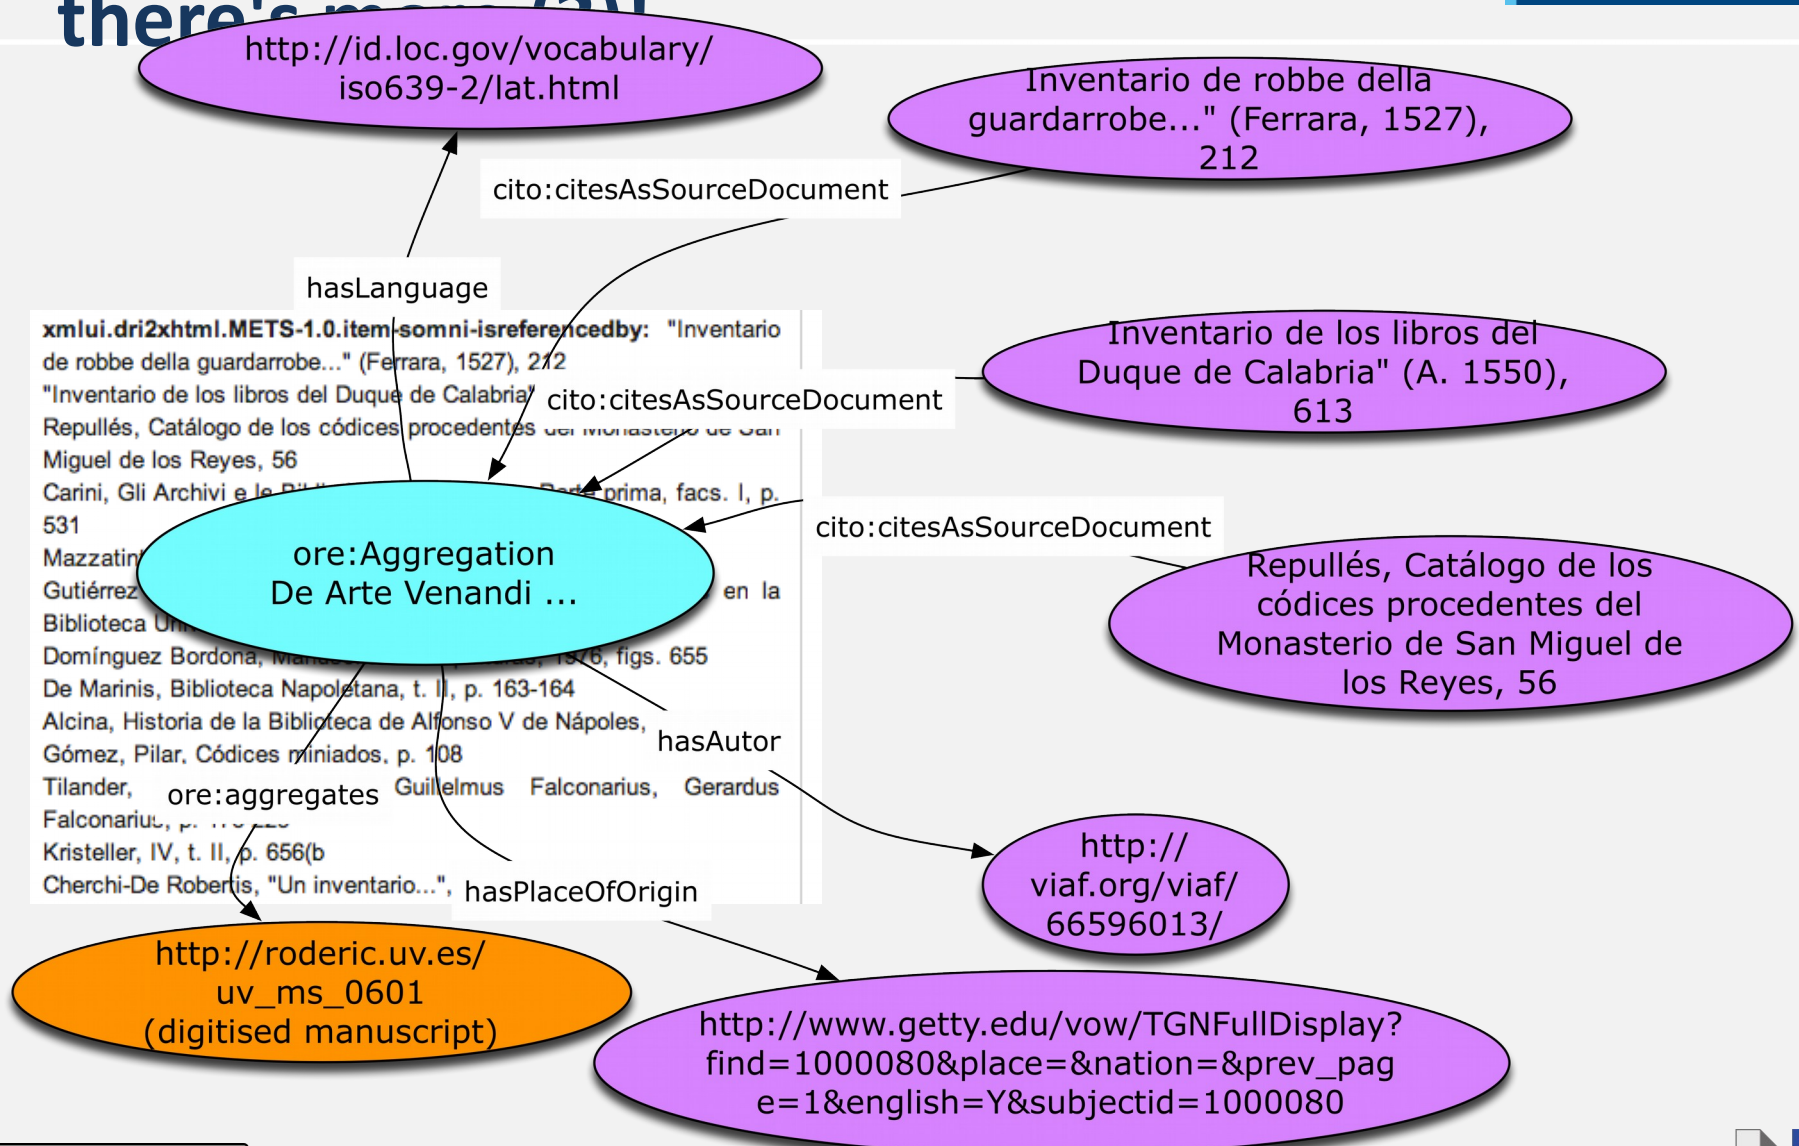 there's more (2)!
http://id.loc.gov/vocabulary/
iso639-2/lat.html
Inventario de robbe della
guardarrobe..." (Ferrara, 1527),
212
cito:citesAsSourceDocument
hasLanguage
xmlui.dri2xhtml.METS-1.0.item-somni-isreferencedby: "Inventario
de robbe della guardarrobe..." (Ferrara, 1527), 212
"Inventario de los libros del Duque de Calabria"
Inventario de los libros del
Duque de Calabria" (A. 1550),
613
cito:citesAsSourceDocument
Repullés, Catálogo de los códices procedentes del Monasterio de San
Miguel de los Reyes, 56
Carini, Gli Archivi e le Parte prima, facs. I, p.
531
cito:citesAsSourceDocument
ore:Aggregation
De Arte Venandi ...
Repullés, Catálogo de los
códices procedentes del
Monasterio de San Miguel de
los Reyes, 56
Gutiérrez en la
Biblioteca
Domínguez Bordona, 1976, figs. 655
De Marinis, Biblioteca Napoletana, t. II, p. 163-164
Alcina, Historia de la Biblioteca de Alfonso V de Nápoles,
Gómez, Pilar, Códices miniados, p. 108
hasAutor
Tilander, Guillelmus Falconarius, Gerardus
Falconarius, p.
ore:aggregates
Kristeller, IV, t. II, p. 656(b
Cherchi-De Robertis, "Un inventario...",
hasPlaceOfOrigin
http://
viaf.org/viaf/
66596013/
http://roderic.uv.es/
uv_ms_0601
(digitised manuscript)
http://www.getty.edu/vow/TGNFullDisplay?
find=1000080&place=&nation=&prev_pag
e=1&english=Y&subjectid=1000080